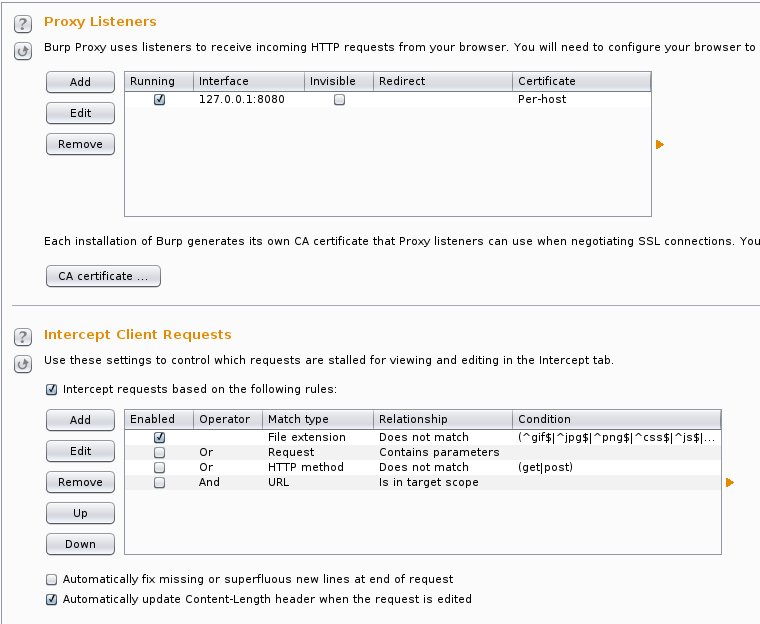 Proxy Listeners
Burp Proxy uses listeners to receive incoming HTTP requests from your browser. You will need to configure your browser to
Add
Edit
Remove
Running Interface Invisible Redirect Certificate
127.0.0.1:8080 Per-host
Each installation of Burp generates its own CA certificate that Proxy listeners can use when negotiating SSL connections. You
CA certificate ...
Intercept Client Requests
Use these settings to control which requests are stalled for viewing and editing in the Intercept tab.
Intercept requests based on the following rules:
Add
Edit
Remove
Up
Down
Enabled Operator Match type Relationship Condition
File extension Does not match (^gif$|^jpg$|^png$|^css$|^js$|...
Or Request Contains parameters
Or HTTP method Does not match (get|post)
And URL Is in target scope
Automatically fix missing or superfluous new lines at end of request
Automatically update Content-Length header when the request is edited